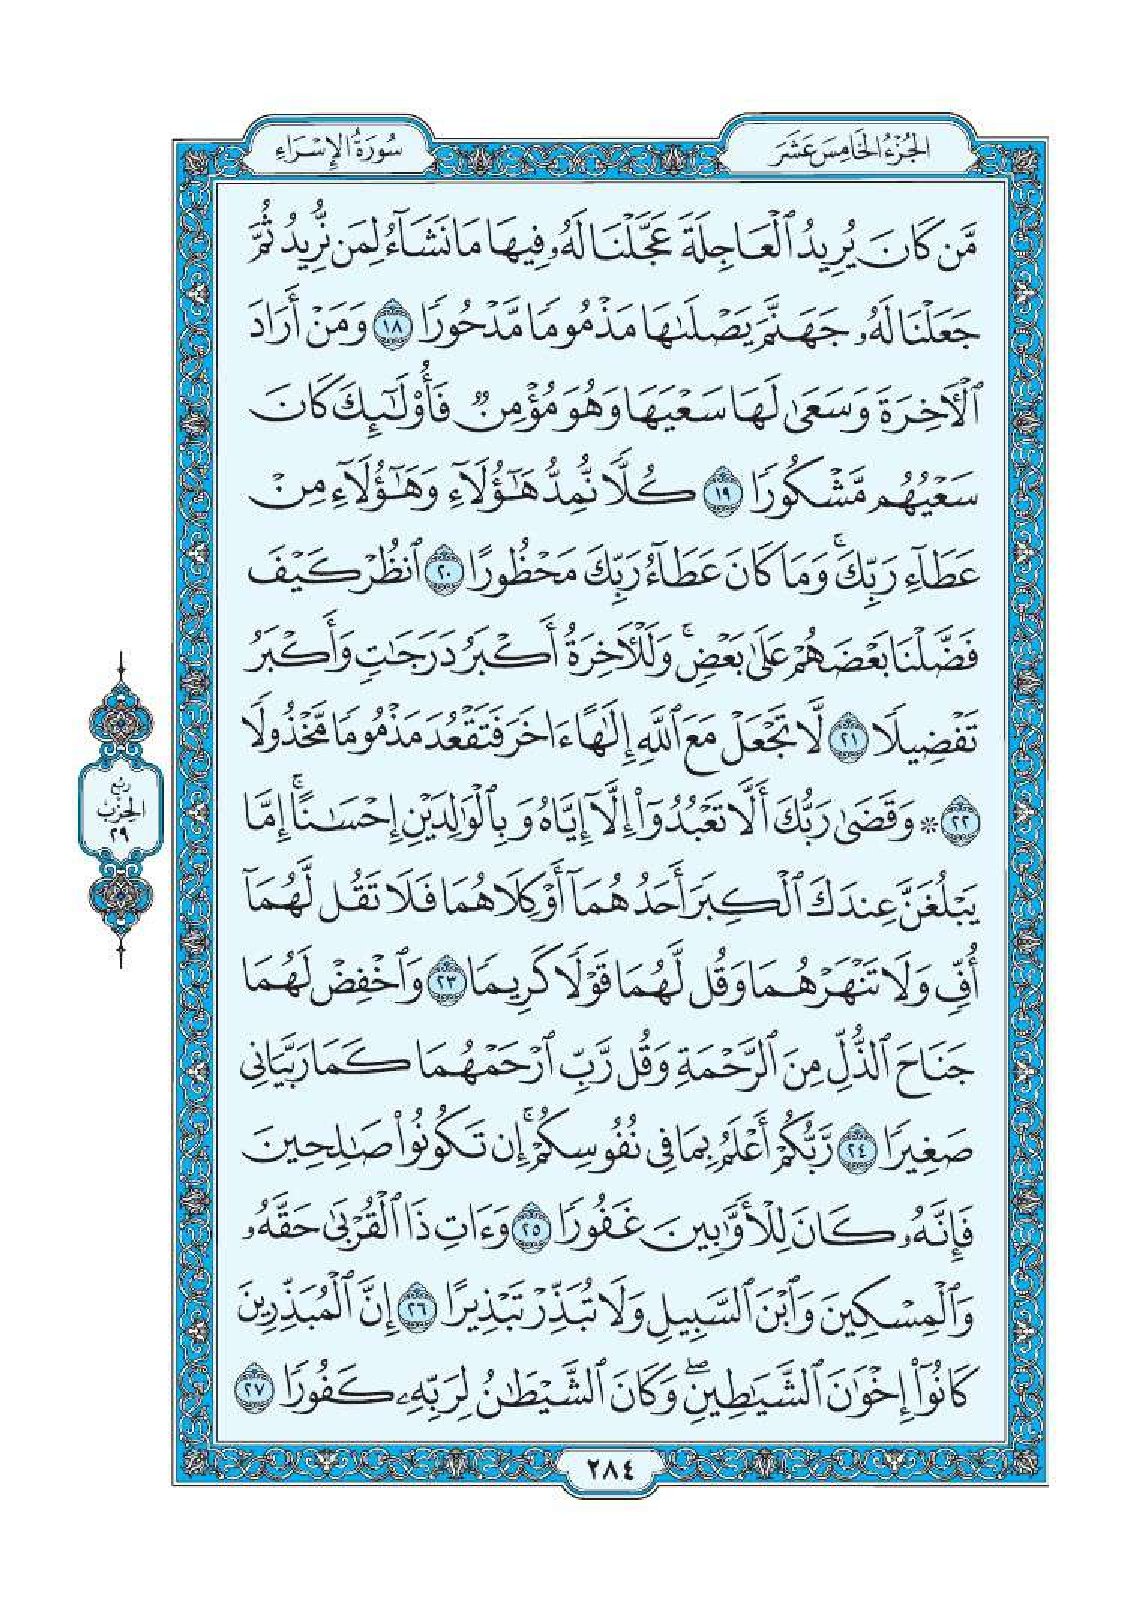 الجُزْءُ الخَامِسَ عَشَرَ
سُورَةُ الإِسْرَاءِ
مَّن كَانَ يُرِيدُ ٱلْعَاجِلَةَ عَجَّلْنَا لَهُۥ فِيهَا مَا نَشَآءُ لِمَن نُّرِيدُ ثُمَّ
جَعَلْنَا لَهُۥ جَهَنَّمَ يَصْلَىٰهَا مَذْمُومًا مَّدْحُورًا ١٨ وَمَنْ أَرَادَ
ٱلْأَخِرَةَ وَسَعَىٰ لَهَا سَعْيَهَا وَهُوَ مُؤْمِنٌ فَأُو۟لَـٰٓئِكَ كَانَ
سَعْيُهُم مَّشْكُورًا ١٩ كُلًّا نُّمِدُّ هَـٰٓؤُلَآءِ وَهَـٰٓؤُلَآءِ مِنْ
عَطَآءِ رَبِّكَ ۚ وَمَا كَانَ عَطَآءُ رَبِّكَ مَحْظُورًا ٢٠ ٱنظُرْ كَيْفَ
فَضَّلْنَا بَعْضَهُمْ عَلَىٰ بَعْضٍ ۚ وَلَلْأَخِرَةُ أَكْبَرُ دَرَجَـٰتٍ وَأَكْبَرُ
تَفْضِيلًا ٢١ لَّا تَجْعَلْ مَعَ ٱللَّهِ إِلَـٰهًا ءَاخَرَ فَتَقْعُدَ مَذْمُومًا مَّخْذُولًا
٢٢ ۞ وَقَضَىٰ رَبُّكَ أَلَّا تَعْبُدُوٓا۟ إِلَّآ إِيَّاهُ وَبِٱلْوَٰلِدَيْنِ إِحْسَـٰنًا ۚ إِمَّا
يَبْلُغَنَّ عِندَكَ ٱلْكِبَرَ أَحَدُهُمَآ أَوْ كِلَاهُمَا فَلَا تَقُل لَّهُمَآ
أُفٍّ وَلَا تَنْهَرْهُمَا وَقُل لَّهُمَا قَوْلًا كَرِيمًا ٢٣ وَٱخْفِضْ لَهُمَا
جَنَاحَ ٱلذُّلِّ مِنَ ٱلرَّحْمَةِ وَقُل رَّبِّ ٱرْحَمْهُمَا كَمَا رَبَّيَانِى
صَغِيرًا ٢٤ رَّبُّكُمْ أَعْلَمُ بِمَا فِى نُفُوسِكُمْ ۚ إِن تَكُونُوا۟ صَـٰلِحِينَ
فَإِنَّهُۥ كَانَ لِلْأَوَّٰبِينَ غَفُورًا ٢٥ وَءَاتِ ذَا ٱلْقُرْبَىٰ حَقَّهُۥ
وَٱلْمِسْكِينَ وَٱبْنَ ٱلسَّبِيلِ وَلَا تُبَذِّرْ تَبْذِيرًا ٢٦ إِنَّ ٱلْمُبَذِّرِينَ
كَانُوٓا۟ إِخْوَٰنَ ٱلشَّيَـٰطِينِ ۖ وَكَانَ ٱلشَّيْطَـٰنُ لِرَبِّهِۦ كَفُورًا ٢٧
رُبْعُ
الحِزْبُ
٢٩
٢٨٤